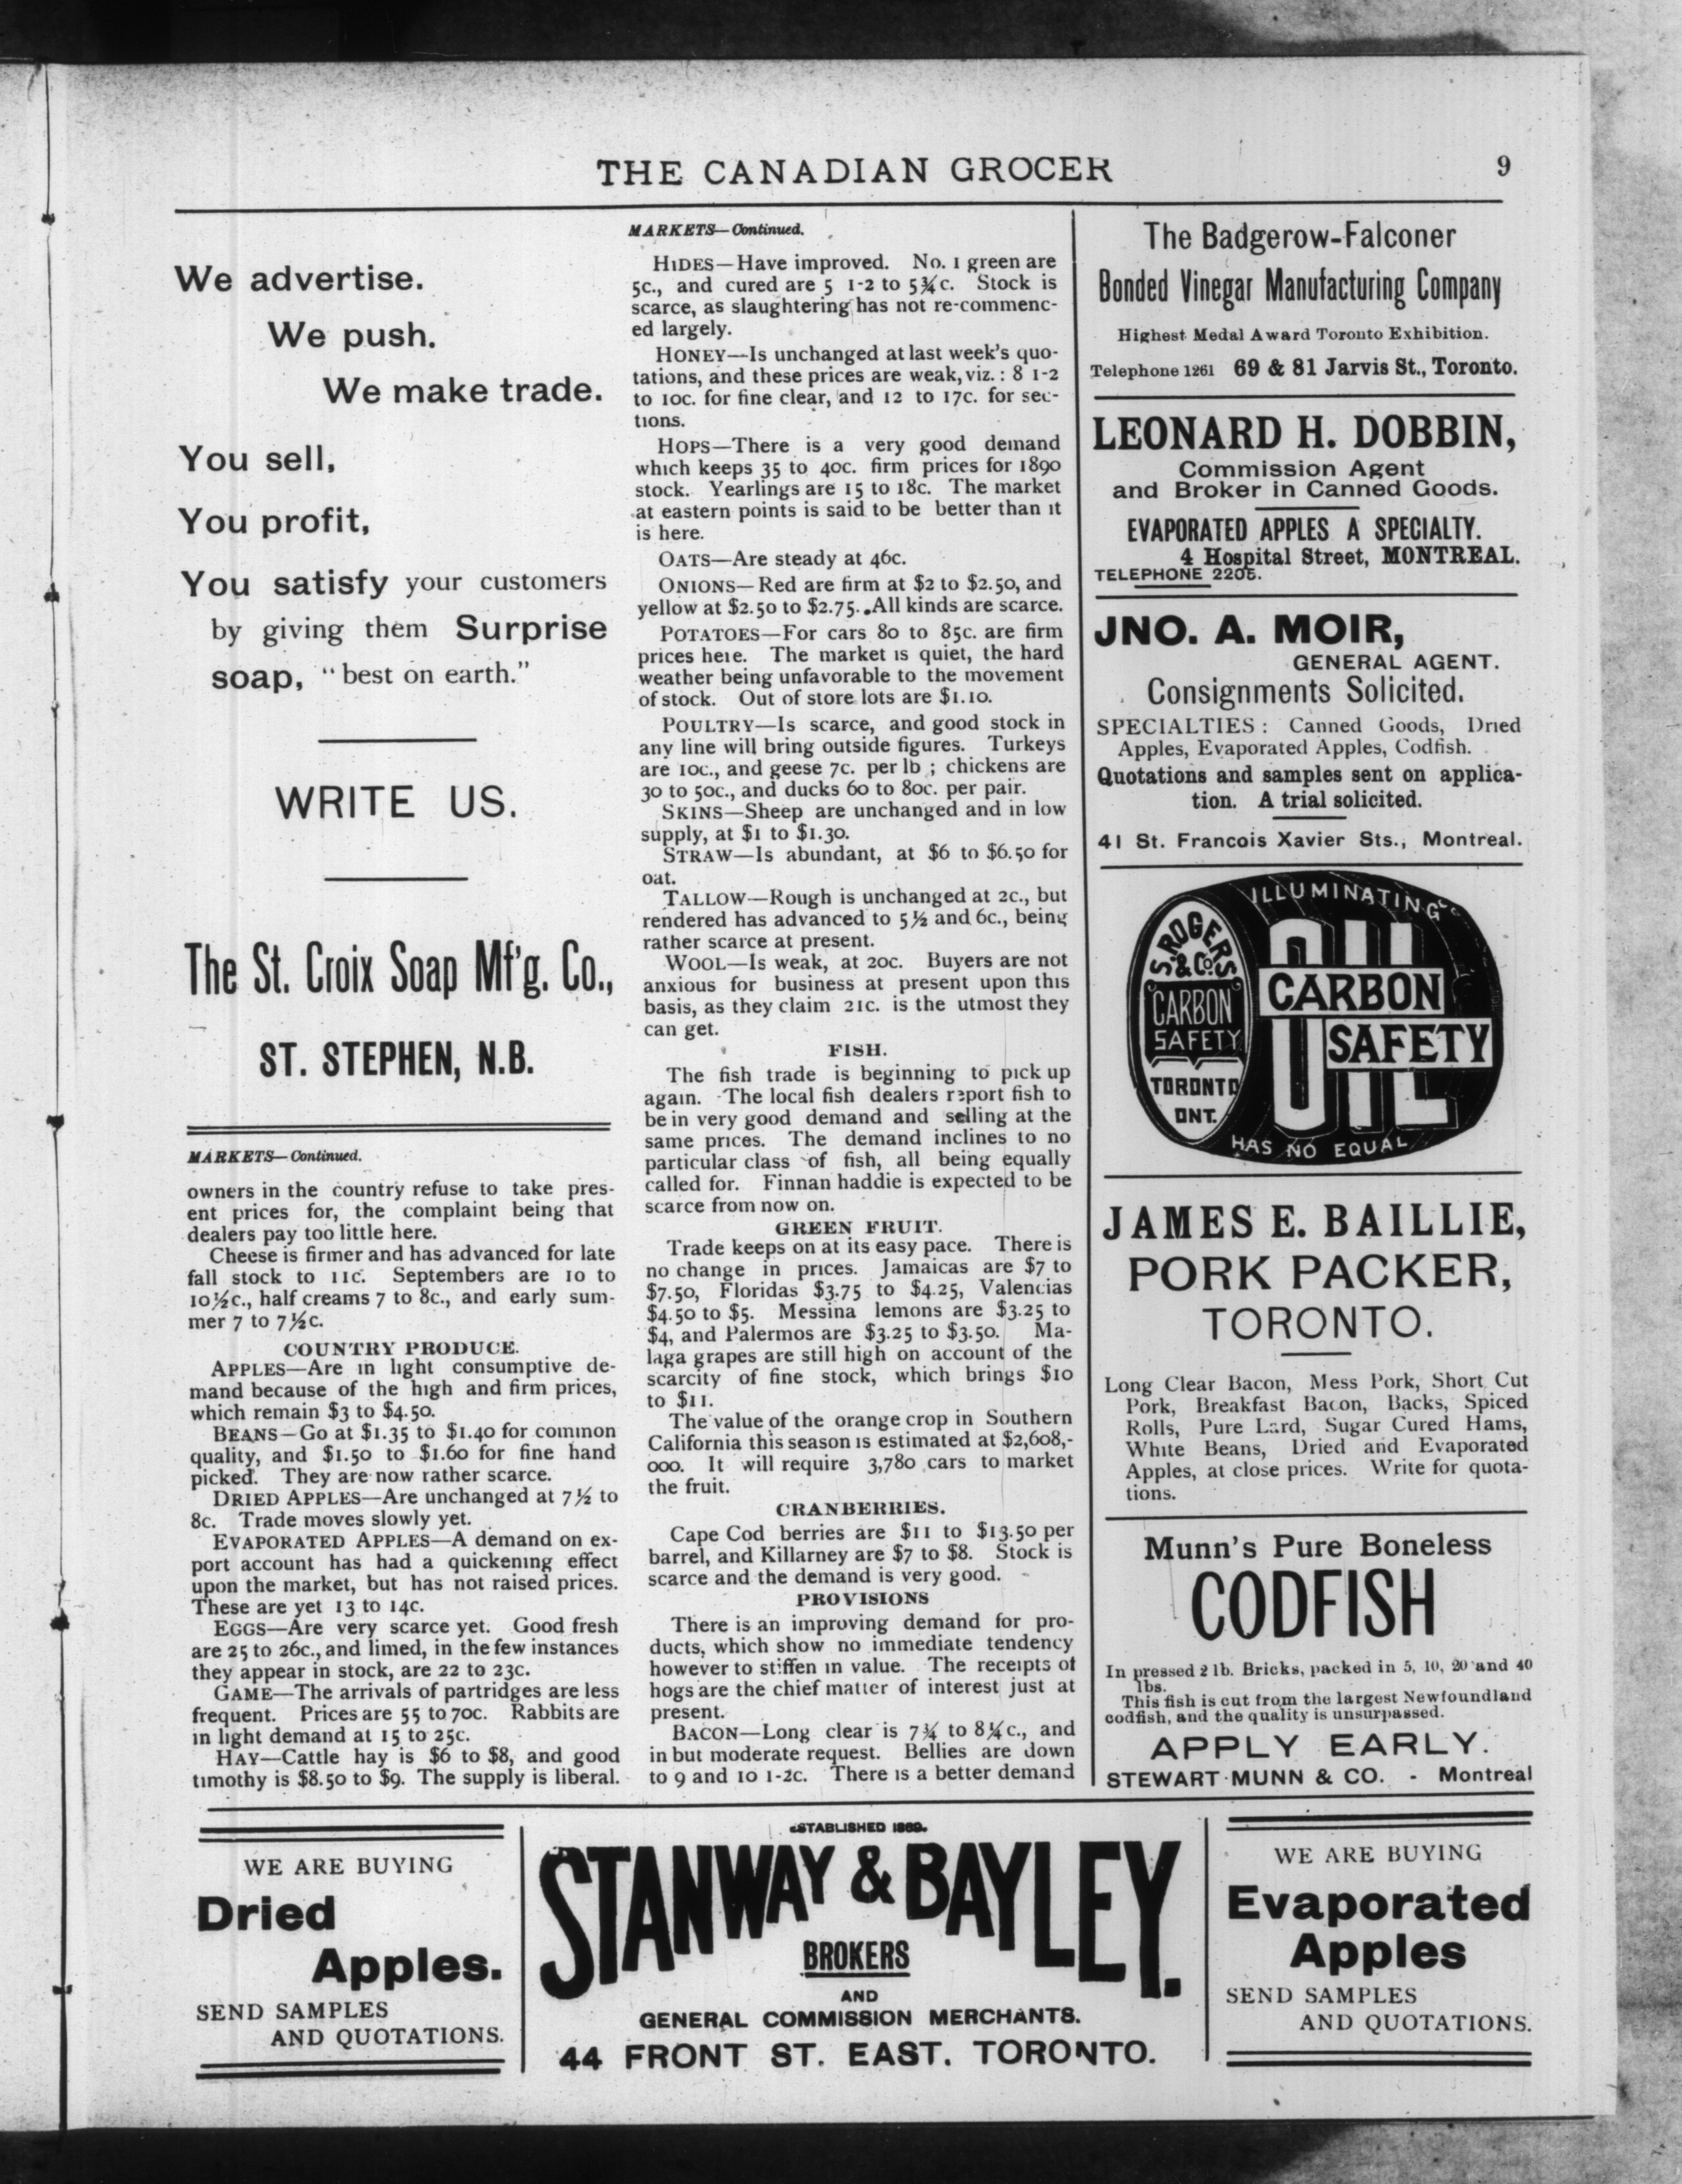 THE CANADIAN GROCER
9
We advertise.
We push.
We make trade.
You sell,
You profit,
You satisfy your customers
by giving them Surprise
soap, "best on earth."
WRITE US.
The St. Croix Soap Mf'g. Co.,
ST. STEPHEN, N.B.
MARKETS—Continued.
owners in the country refuse to take pres-
ent prices for, the complaint being that
dealers pay too little here.
Cheese is firmer and has advanced for late
fall stock to 11c. Septembers are 10 to
10½c., half creams 7 to 8c., and early sum-
mer 7 to 7½c.
COUNTRY PRODUCE.
APPLES—Are in light consumptive de-
mand because of the high and firm prices,
which remain $3 to $4.50.
BEANS—Go at $1.35 to $1.40 for common
quality, and $1.50 to $1.60 for fine hand
picked. They are now rather scarce.
DRIED APPLES—Are unchanged at 7½ to
8c. Trade moves slowly yet.
EVAPORATED APPLES—A demand on ex-
port account has had a quickening effect
upon the market, but has not raised prices.
These are yet 13 to 14c.
EGGS—Are very scarce yet. Good fresh
are 25 to 26c., and limed, in the few instances
they appear in stock, are 22 to 23c.
GAME—The arrivals of partridges are less
frequent. Prices are 55 to 70c. Rabbits are
in light demand at 15 to 25c.
HAY—Cattle hay is $6 to $8, and good
timothy is $8.50 to $9. The supply is liberal.
MARKETS—Continued.
HIDES—Have improved. No. 1 green are
5c., and cured are 5 1-2 to 5¾c. Stock is
scarce, as slaughtering has not re-commenc-
ed largely.
HONEY—Is unchanged at last week's quo-
tations, and these prices are weak, viz. : 8 1-2
to 10c. for fine clear, and 12 to 17c. for sec-
tions.
HOPS—There is a very good demand
which keeps 35 to 40c. firm prices for 1890
stock. Yearlings are 15 to 18c. The market
at eastern points is said to be better than it
is here.
OATS—Are steady at 46c.
ONIONS—Red are firm at $2 to $2.50, and
yellow at $2.50 to $2.75. All kinds are scarce.
POTATOES—For cars 80 to 85c. are firm
prices here. The market is quiet, the hard
weather being unfavorable to the movement
of stock. Out of store lots are $1.10.
POULTRY—Is scarce, and good stock in
any line will bring outside figures. Turkeys
are 10c., and geese 7c. per lb ; chickens are
30 to 50c., and ducks 60 to 80c. per pair.
SKINS—Sheep are unchanged and in low
supply, at $1 to $1.30.
STRAW—Is abundant, at $6 to $6.50 for
oat.
TALLOW—Rough is unchanged at 2c., but
rendered has advanced to 5½ and 6c., being
rather scarce at present.
WOOL—Is weak, at 20c. Buyers are not
anxious for business at present upon this
basis, as they claim 21c. is the utmost they
can get.
FISH.
The fish trade is beginning to pick up
again. The local fish dealers report fish to
be in very good demand and selling at the
same prices. The demand inclines to no
particular class of fish, all being equally
called for. Finnan haddie is expected to be
scarce from now on.
GREEN FRUIT.
Trade keeps on at its easy pace. There is
no change in prices. Jamaicas are $7 to
$7.50, Floridas $3.75 to $4.25, Valencias
$4.50 to $5. Messina lemons are $3.25 to
$4, and Palermos are $3.25 to $3.50. Ma-
laga grapes are still high on account of the
scarcity of fine stock, which brings $10
to $11.
The value of the orange crop in Southern
California this season is estimated at $2,608,-
000. It will require 3,780 cars to market
the fruit.
CRANBERRIES.
Cape Cod berries are $11 to $13.50 per
barrel, and Killarney are $7 to $8. Stock is
scarce and the demand is very good.
PROVISIONS
There is an improving demand for pro-
ducts, which show no immediate tendency
however to stiffen in value. The receipts of
hogs are the chief matter of interest just at
present.
BACON—Long clear is 7¼ to 8¼c., and
in but moderate request. Bellies are down
to 9 and 10 1-2c. There is a better demand
The Badgerow-Falconer
Bonded Vinegar Manufacturing Company
Highest Medal Award Toronto Exhibition.
Telephone 1261 69 & 81 Jarvis St., Toronto.
LEONARD H. DOBBIN,
Commission Agent
and Broker in Canned Goods.
EVAPORATED APPLES A SPECIALTY.
4 Hospital Street, MONTREAL.
TELEPHONE 2205.
JNO. A. MOIR,
GENERAL AGENT.
Consignments Solicited.
SPECIALTIES : Canned Goods, Dried
Apples, Evaporated Apples, Codfish.
Quotations and samples sent on applica-
tion. A trial solicited.
41 St. Francois Xavier Sts., Montreal.
ILLUMINATING
OIL
CARBON
SAFETY
OIL
HAS NO EQUAL
S. ROGERS
& Co.
CARBON
SAFETY
TORONTO
ONT.
JAMES E. BAILLIE,
PORK PACKER,
TORONTO.
Long Clear Bacon, Mess Pork, Short Cut
Pork, Breakfast Bacon, Backs, Spiced
Rolls, Pure Lard, Sugar Cured Hams,
White Beans, Dried and Evaporated
Apples, at close prices. Write for quota-
tions.
Munn's Pure Boneless
CODFISH
In pressed 2 lb. Bricks, packed in 5, 10, 20 and 40
lbs.
This fish is cut from the largest Newfoundland
codfish, and the quality is unsurpassed.
APPLY EARLY.
STEWART MUNN & CO. - Montreal
WE ARE BUYING
Dried
Apples.
SEND SAMPLES
AND QUOTATIONS.
ESTABLISHED 1869.
STANWAY & BAYLEY.
BROKERS
AND
GENERAL COMMISSION MERCHANTS.
44 FRONT ST. EAST. TORONTO.
WE ARE BUYING
Evaporated
Apples
SEND SAMPLES
AND QUOTATIONS.